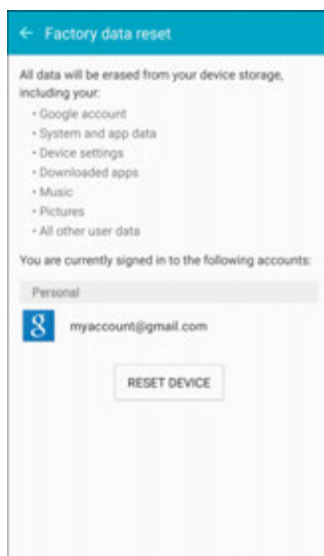 ← Factory data reset
All data will be erased from your device storage,
including your:
• Google account
• System and app data
• Device settings
• Downloaded apps
• Music
• Pictures
• All other user data
You are currently signed in to the following accounts:
Personal
8 myaccount@gmail.com
RESET DEVICE